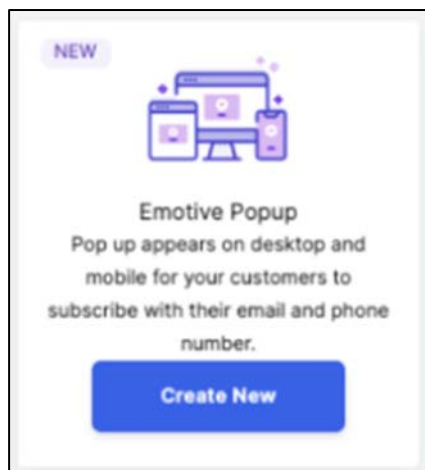 NEW
Emotive Popup
Pop up appears on desktop and
mobile for your customers to
subscribe with their email and phone
number.
Create New